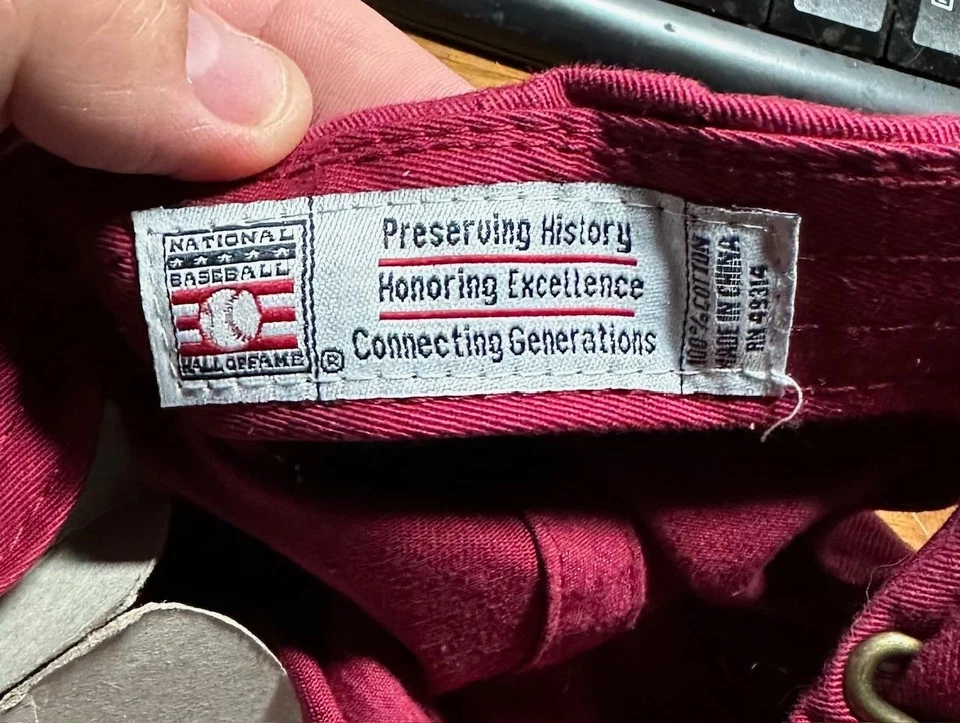 NATIONAL
BASEBALL
HALL OF FAME
®
Preserving History
Honoring Excellence
Connecting Generations
100% COTTON
MADE IN CHINA
RN 49314